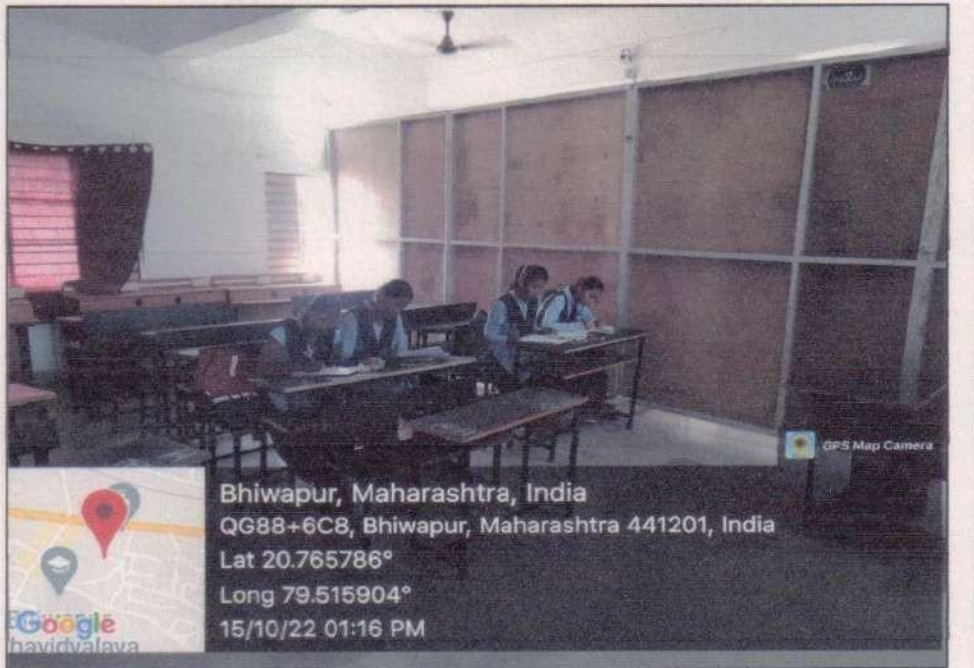 GPS Map Camera
Bhiwapur, Maharashtra, India
QG88+6C8, Bhiwapur, Maharashtra 441201, India
Lat 20.765786°
Long 79.515904°
15/10/22 01:16 PM
Google